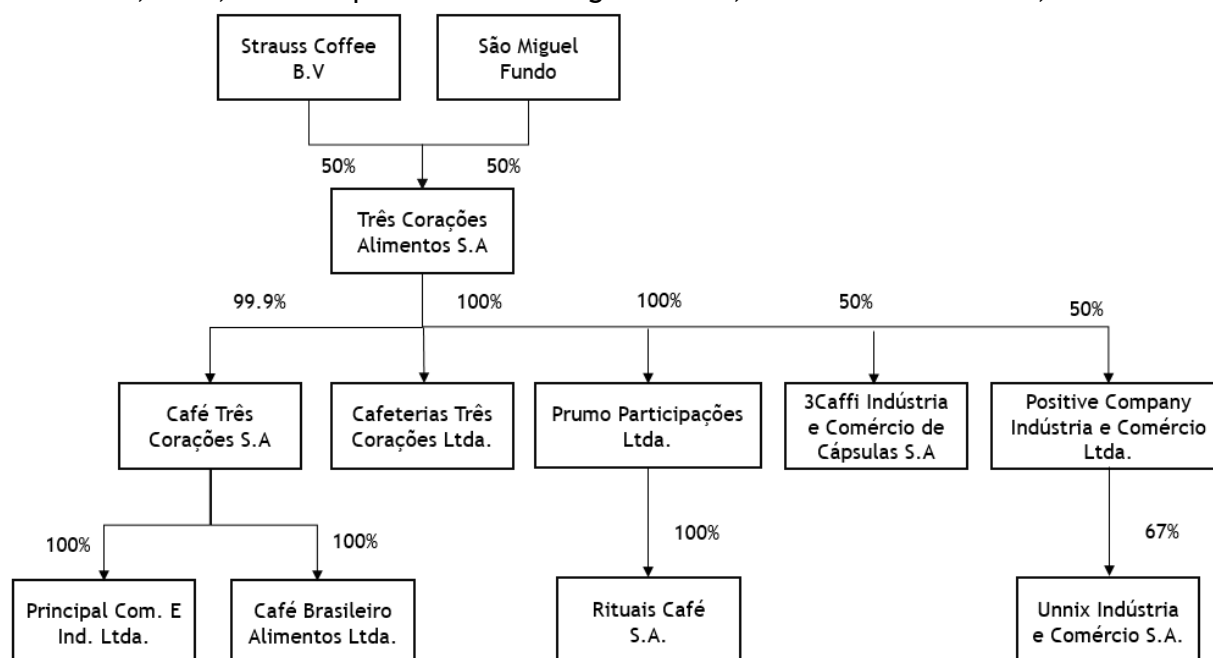 Strauss Coffee
B.V
São Miguel
Fundo
50%
50%
Três Corações
Alimentos S.A
99.9%
100%
100%
50%
50%
Café Três
Corações S.A
Cafeterias Três
Corações Ltda.
Prumo Participações
Ltda.
3Caffi Indústria
e Comércio de
Cápsulas S.A
Positive Company
Indústria e Comércio
Ltda.
100%
100%
100%
67%
Principal Com. E
Ind. Ltda.
Café Brasileiro
Alimentos Ltda.
Rituais Café
S.A.
Unnix Indústria
e Comércio S.A.